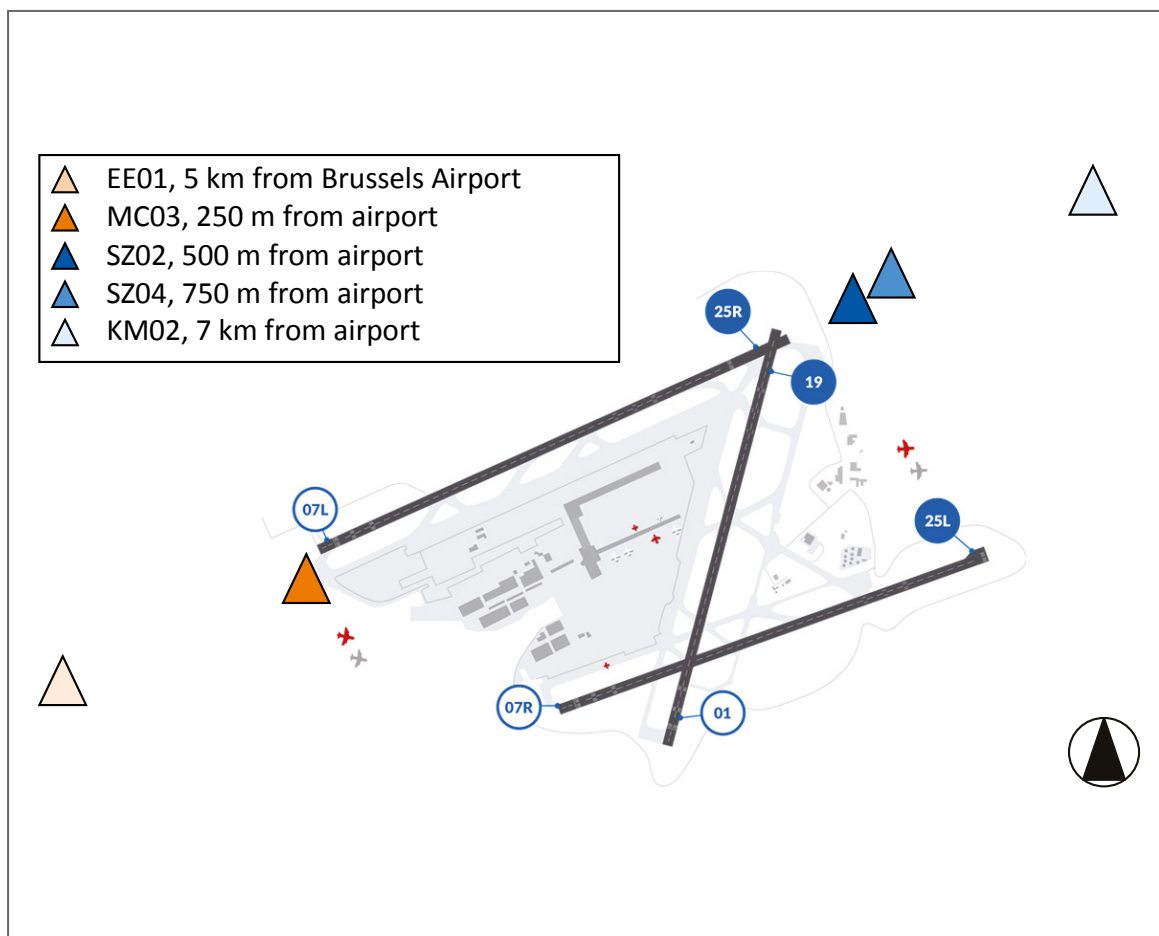 EE01, 5 km from Brussels Airport
MC03, 250 m from airport
SZ02, 500 m from airport
SZ04, 750 m from airport
KM02, 7 km from airport
25R
19
07L
25L
07R
01